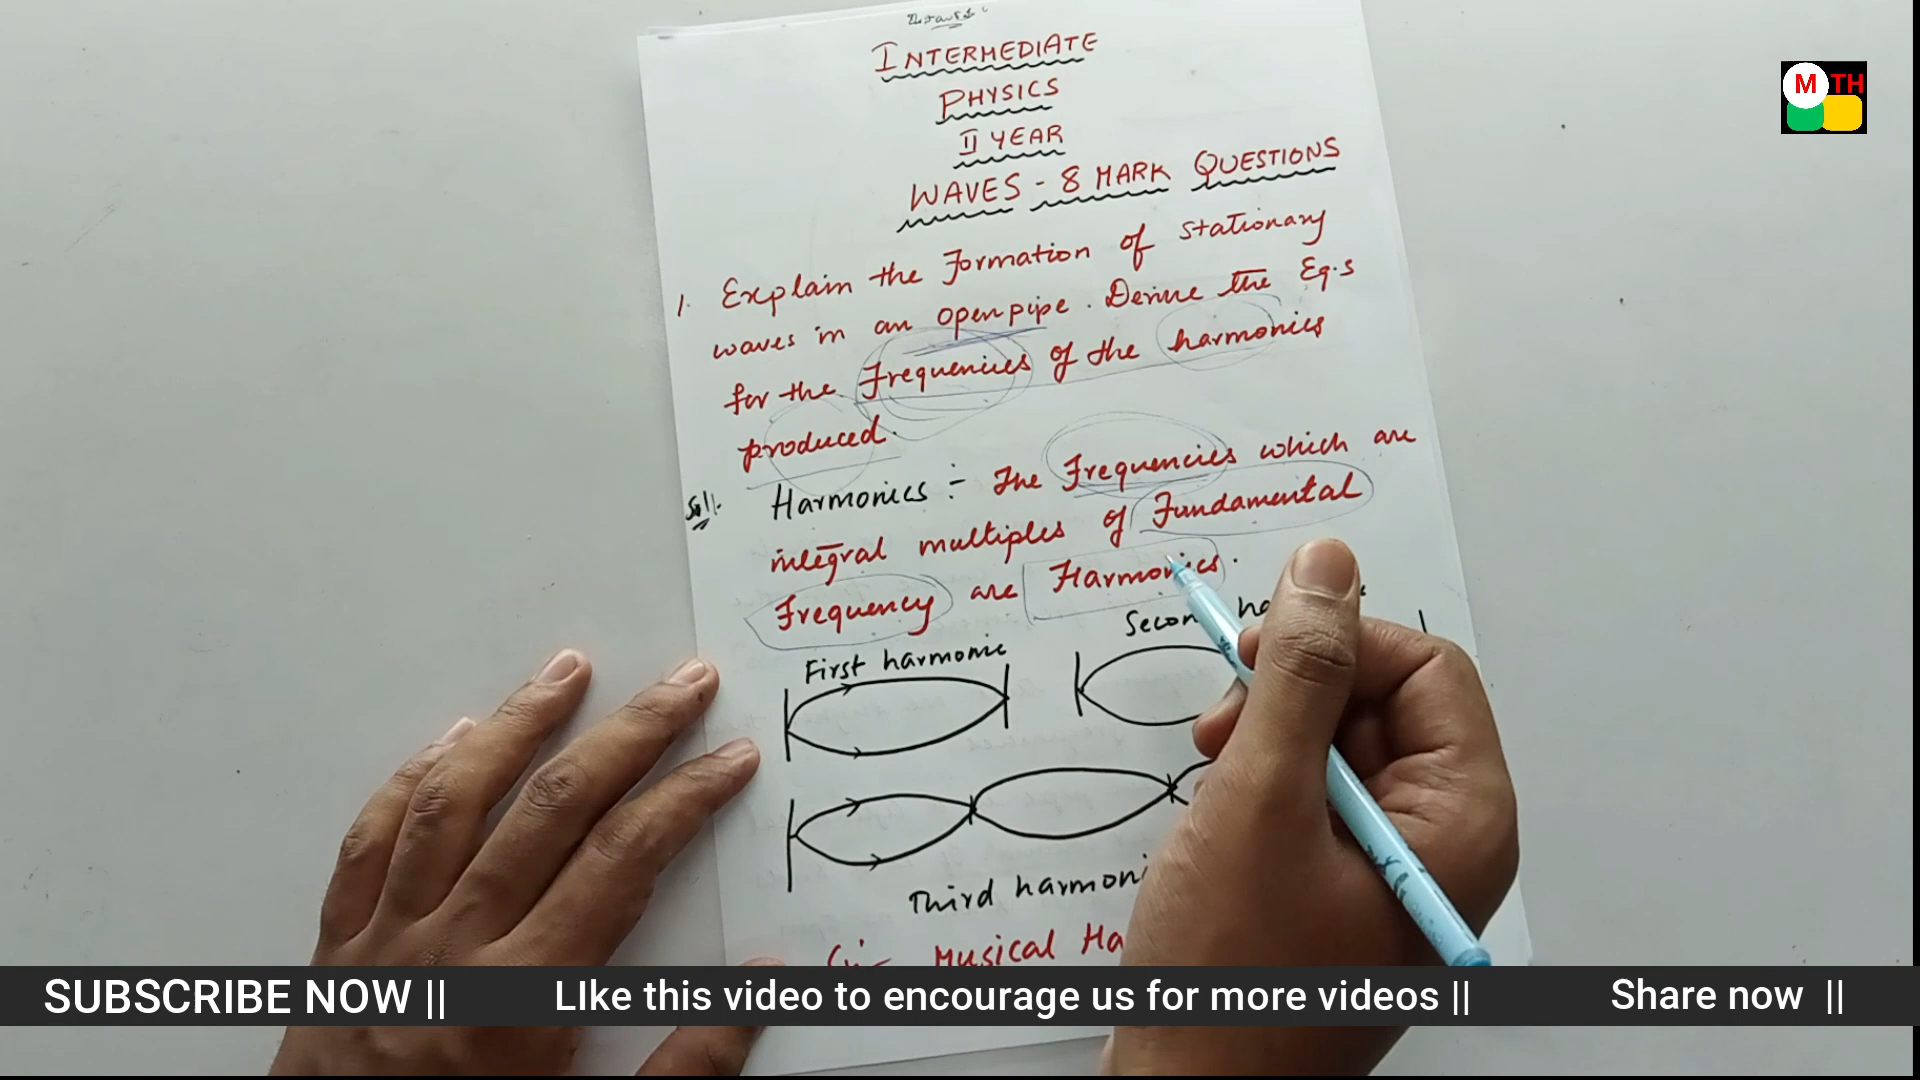 INTERMEDIATE
PHYSICS
II YEAR
WAVES - 8 MARK QUESTIONS
1. Explain the Formation of stationary
waves in an open pipe. Derive the Eq.s
for the Frequencies of the harmonics
produced.
Sol. Harmonics :- The Frequencies which are
integral multiples of Fundamental
Frequency are Harmonics.
First harmonic
Third
Musical
M TH
SUBSCRIBE NOW || LIke this video to encourage us for more videos || Share now ||